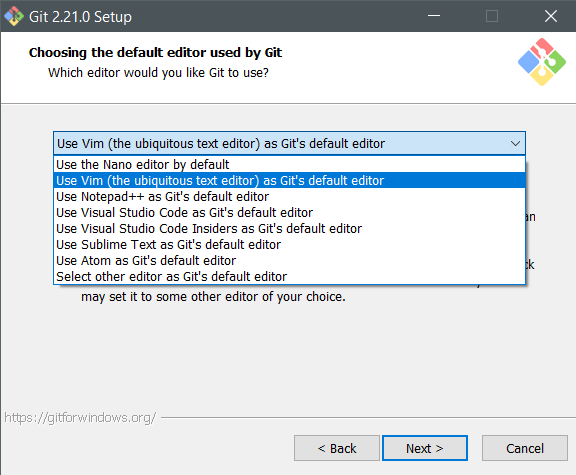 Git 2.21.0 Setup
Choosing the default editor used by Git
Which editor would you like Git to use?
Use Vim (the ubiquitous text editor) as Git's default editor
Use the Nano editor by default
Use Vim (the ubiquitous text editor) as Git's default editor
Use Notepad++ as Git's default editor
Use Visual Studio Code as Git's default editor
an
Use Visual Studio Code Insiders as Git's default editor
Use Sublime Text as Git's default editor
Use Atom as Git's default editor
ck
Select other editor as Git's default editor
may set it to some other editor of your choice.
https://gitforwindows.org/
< Back
Next >
Cancel